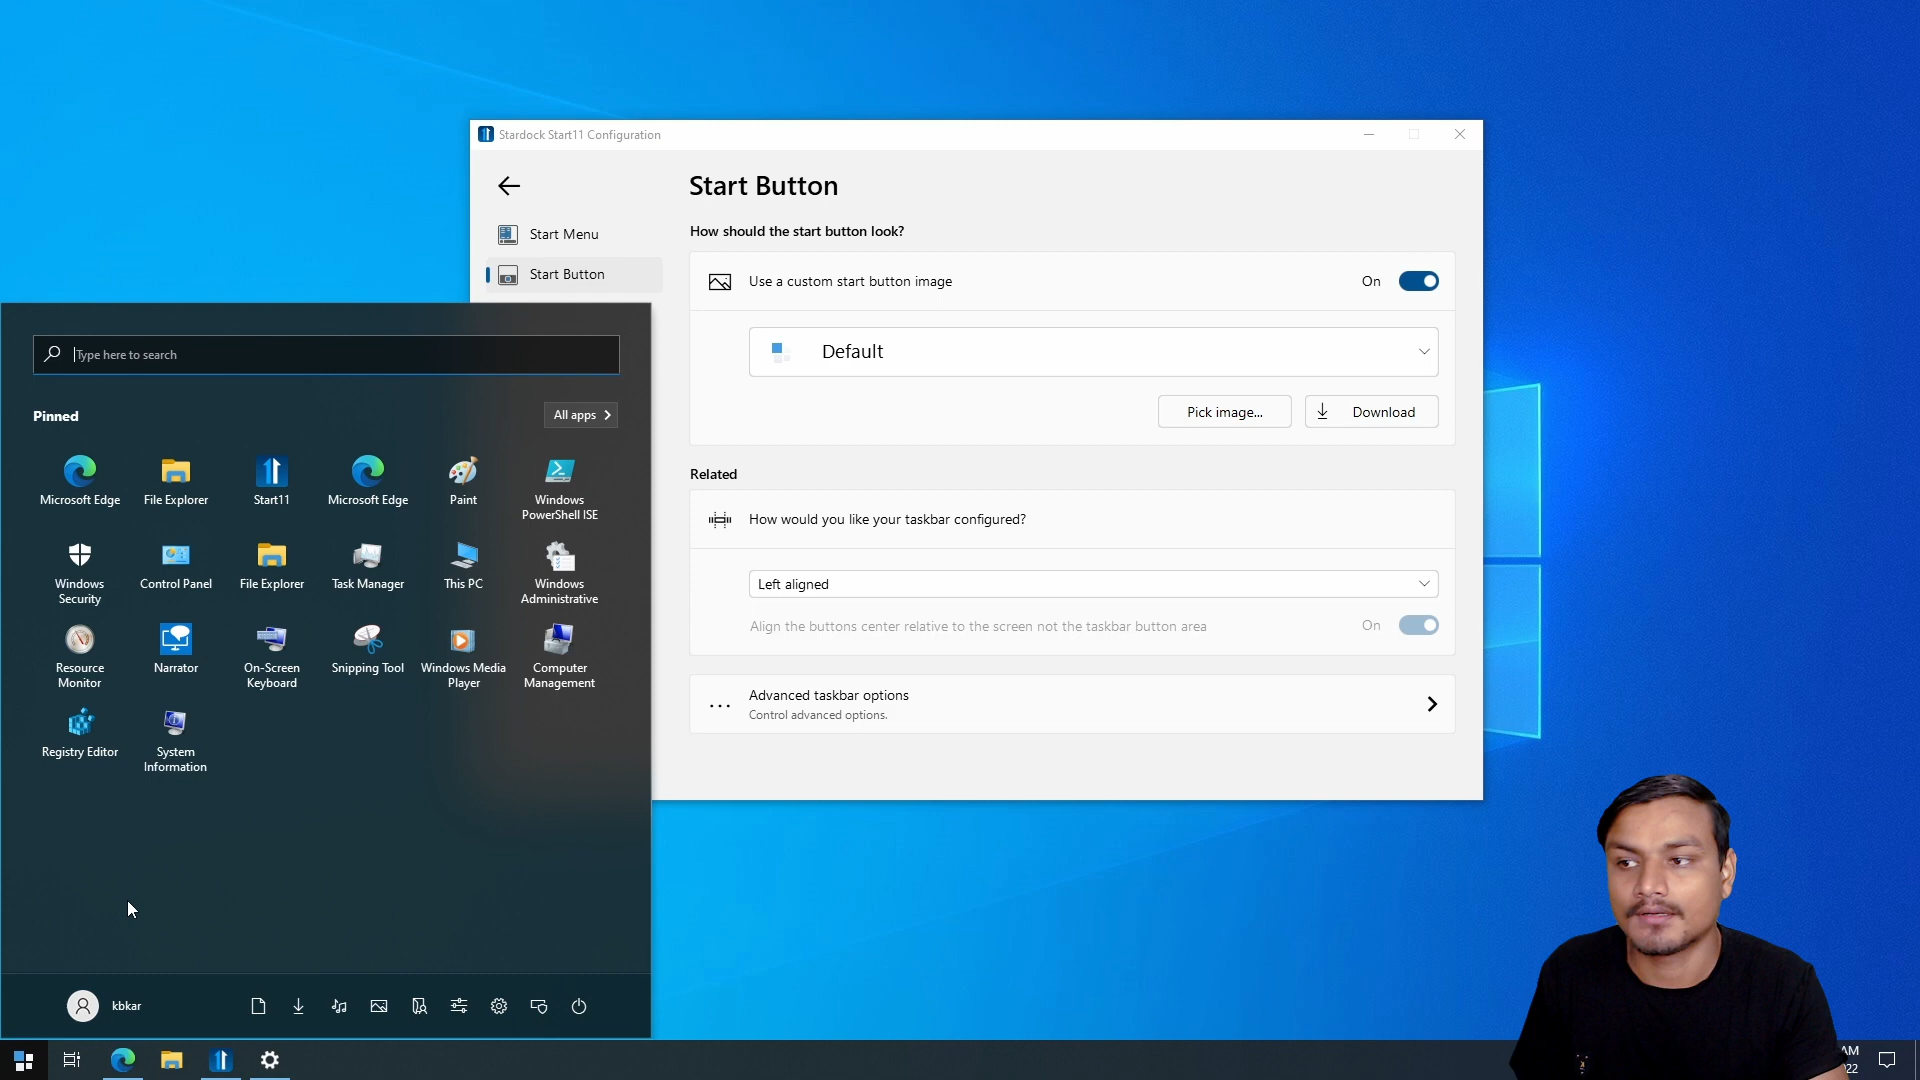 Stardock Start11 Configuration
Start Button
Start Menu
Start Button
How should the start button look?
Use a custom start button image
On
Default
Pick image...
Download
Related
How would you like your taskbar configured?
Left aligned
Align the buttons center relative to the screen not the taskbar button area
On
Advanced taskbar options
Control advanced options.
Type here to search
Pinned
All apps
Microsoft Edge
File Explorer
Start11
Microsoft Edge
Paint
Windows
PowerShell ISE
Windows
Security
Control Panel
File Explorer
Task Manager
This PC
Windows
Administrative
Resource
Monitor
Narrator
On-Screen
Keyboard
Snipping Tool
Windows Media
Player
Computer
Management
Registry Editor
System
Information
kbkar
AM
22